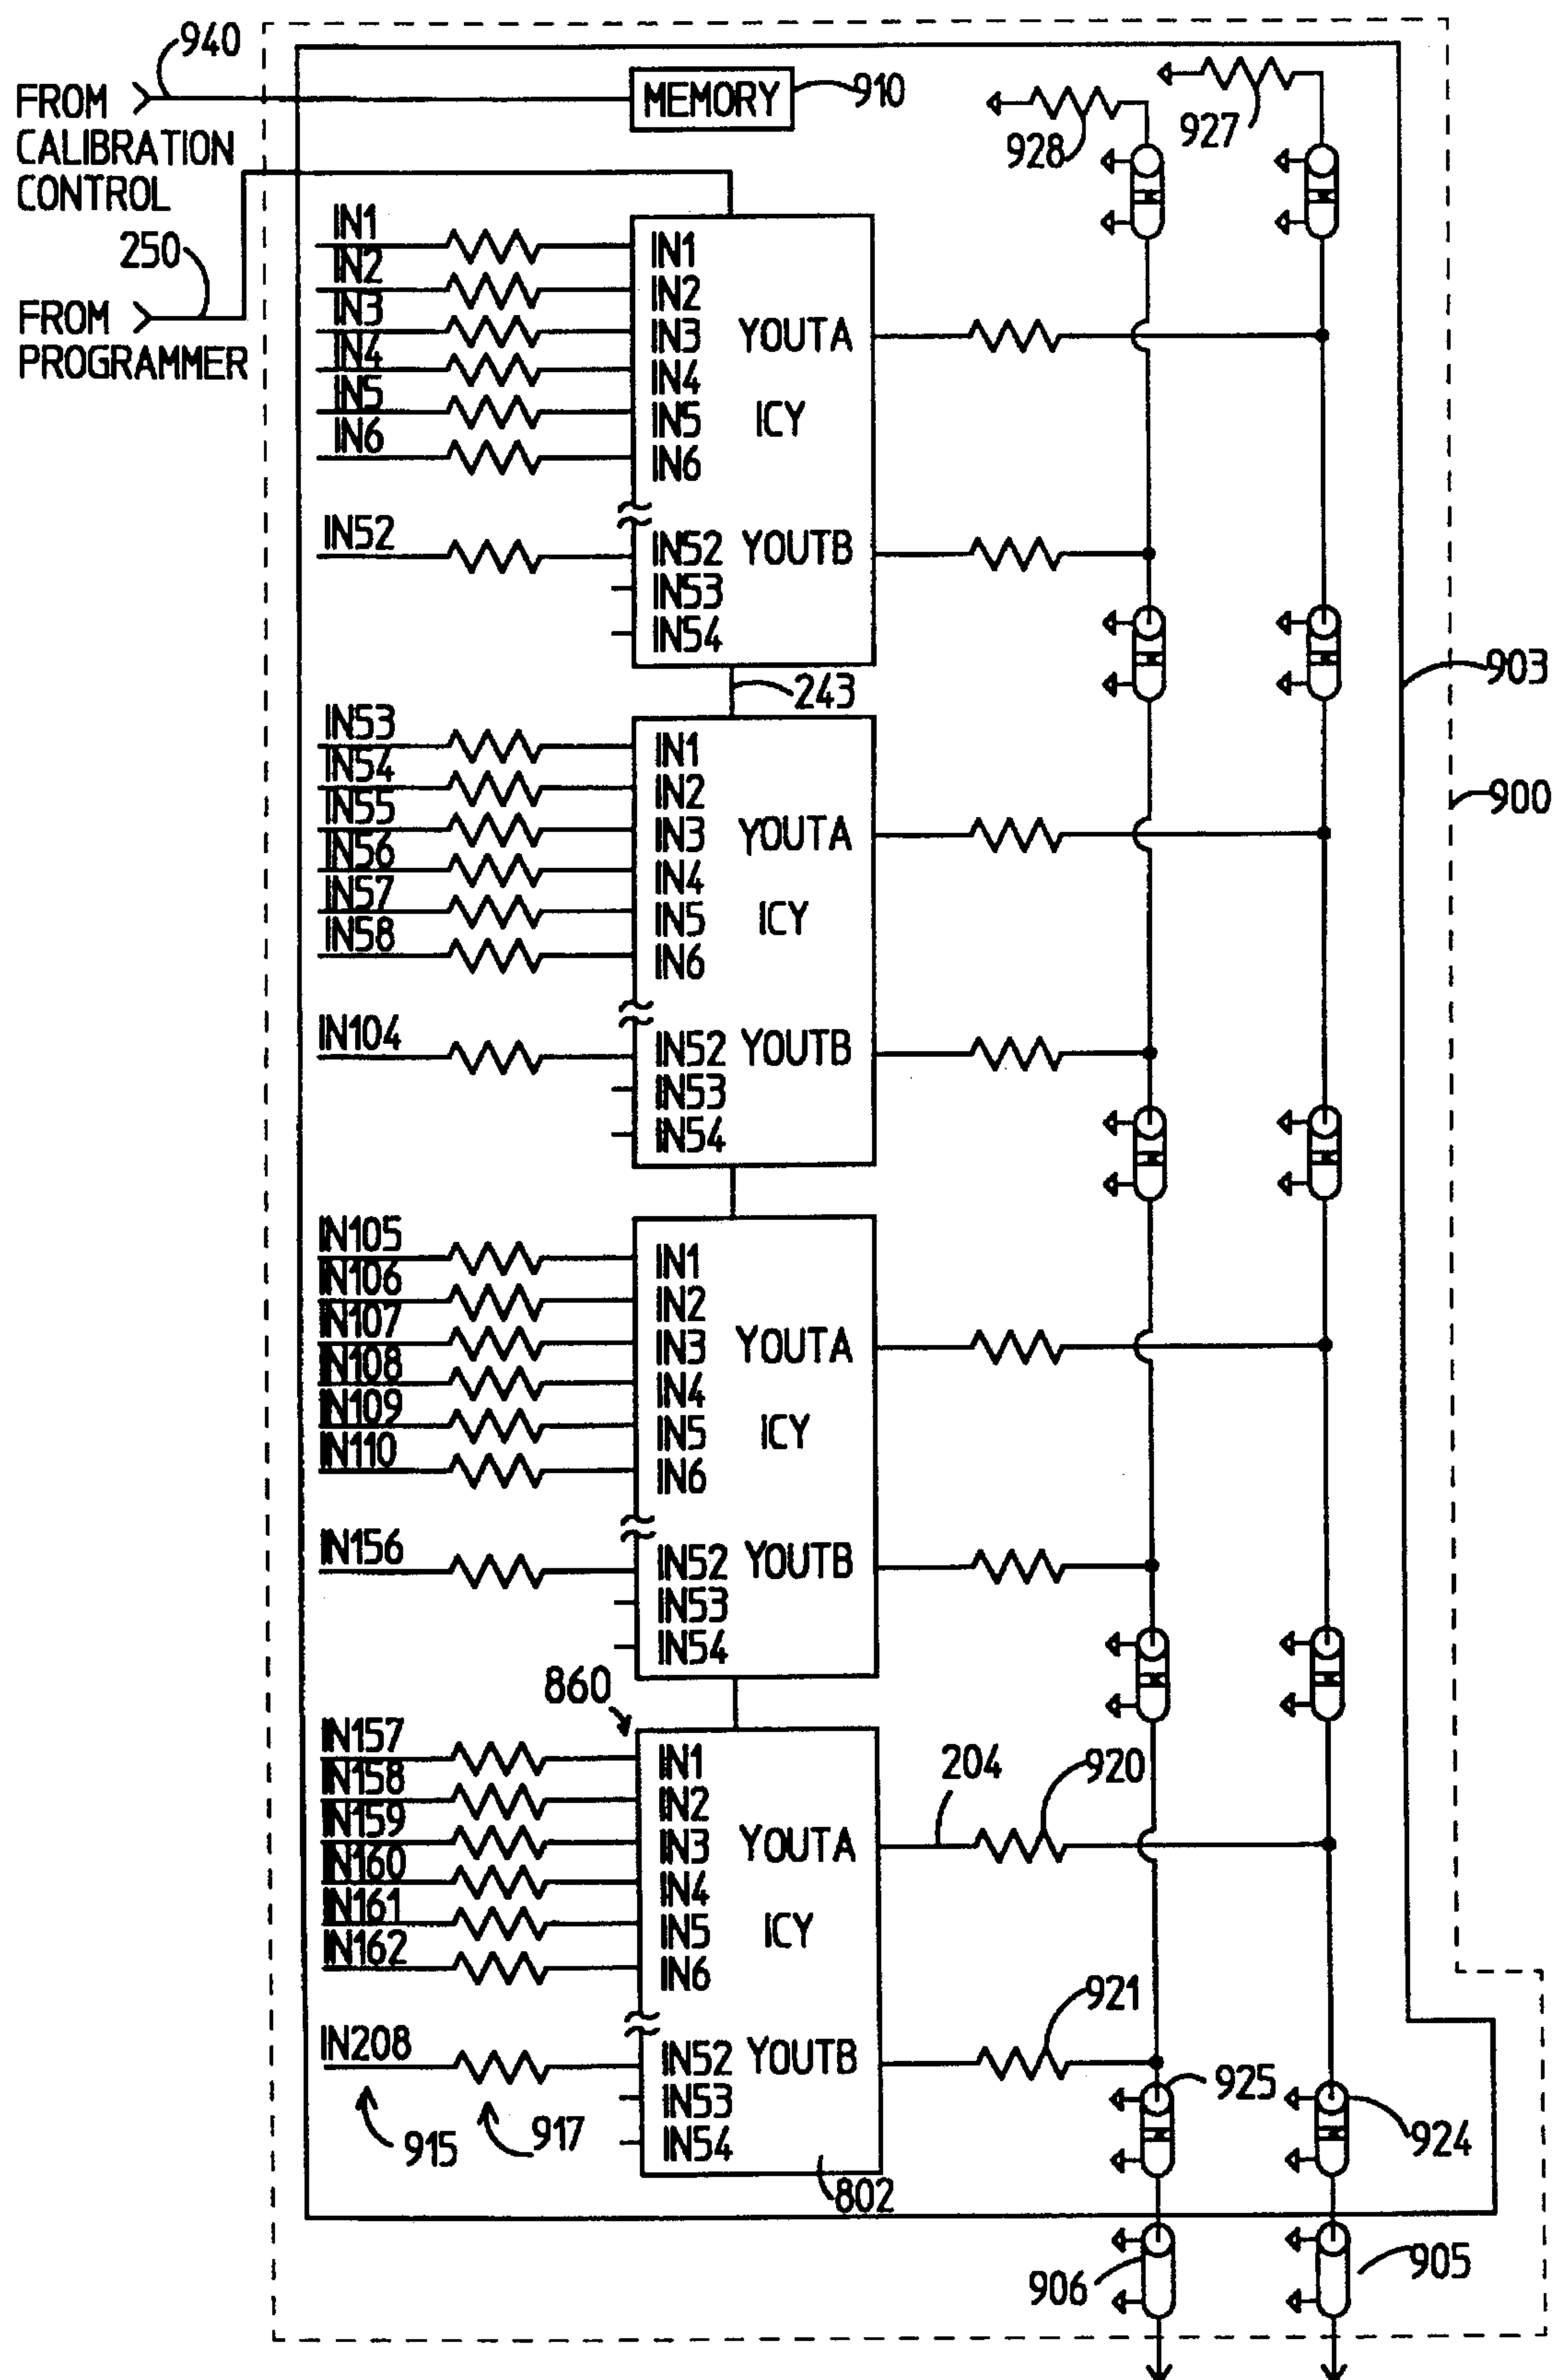 940
FROM
CALIBRATION
CONTROL
MEMORY
910
928
927
250
FROM
PROGRAMMER
IN1
IN2
IN3
IN4
IN5
IN6
IN52
IN1
IN2
IN3
IN4
IN5
IN6
IN52
IN53
IN54
YOUTA
ICY
YOUTB
243
903
900
IN53
IN54
IN55
IN56
IN57
IN58
IN104
IN1
IN2
IN3
IN4
IN5
IN6
IN52
IN53
IN54
YOUTA
ICY
YOUTB
IN105
IN106
IN107
IN108
IN109
IN110
IN156
IN1
IN2
IN3
IN4
IN5
IN6
IN52
IN53
IN54
YOUTA
ICY
YOUTB
860
IN157
IN158
IN159
IN160
IN161
IN162
IN208
IN1
IN2
IN3
IN4
IN5
IN6
IN52
IN53
IN54
YOUTA
ICY
YOUTB
204
920
921
925
924
915
917
802
906
905